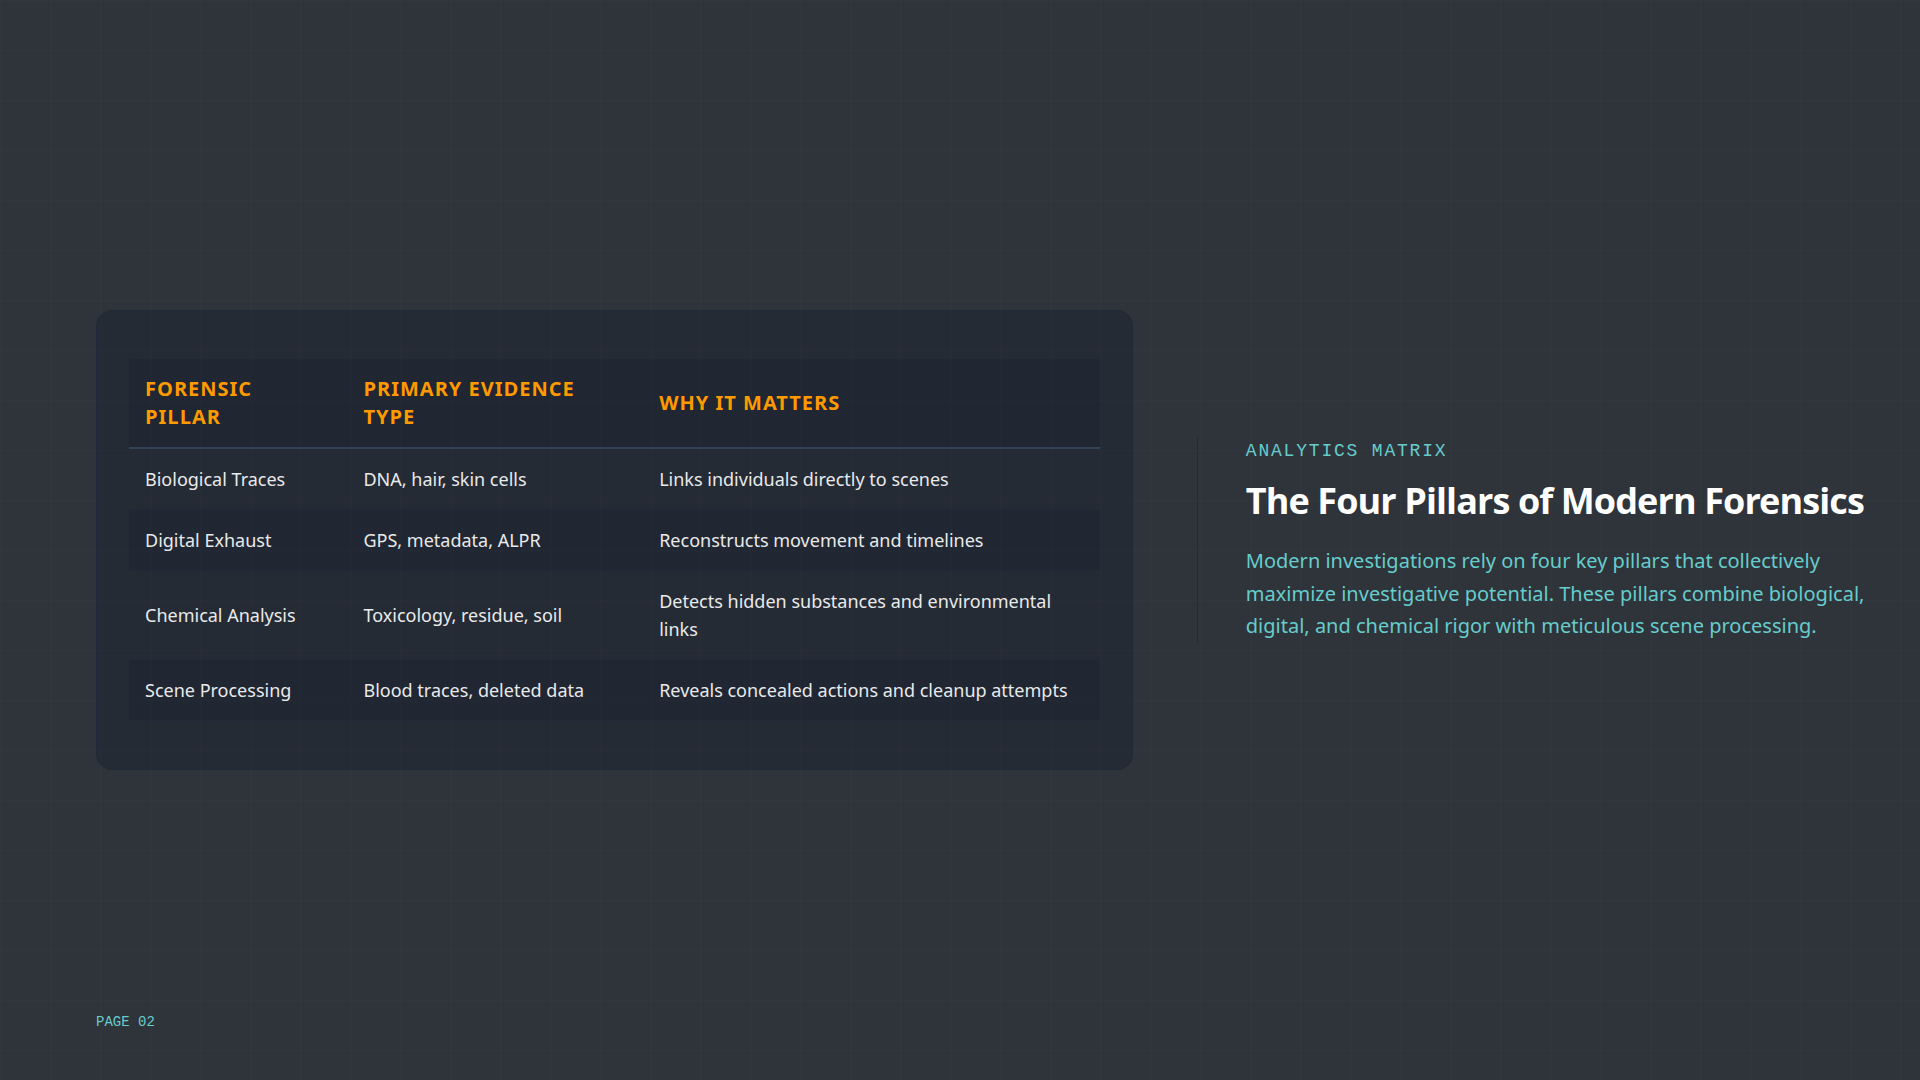 FORENSIC
PILLAR
PRIMARY EVIDENCE
TYPE
WHY IT MATTERS
Biological Traces
DNA, hair, skin cells
Links individuals directly to scenes
Digital Exhaust
GPS, metadata, ALPR
Reconstructs movement and timelines
Chemical Analysis
Toxicology, residue, soil
Detects hidden substances and environmental
links
Scene Processing
Blood traces, deleted data
Reveals concealed actions and cleanup attempts
ANALYTICS MATRIX
The Four Pillars of Modern Forensics
Modern investigations rely on four key pillars that collectively
maximize investigative potential. These pillars combine biological,
digital, and chemical rigor with meticulous scene processing.
PAGE 02